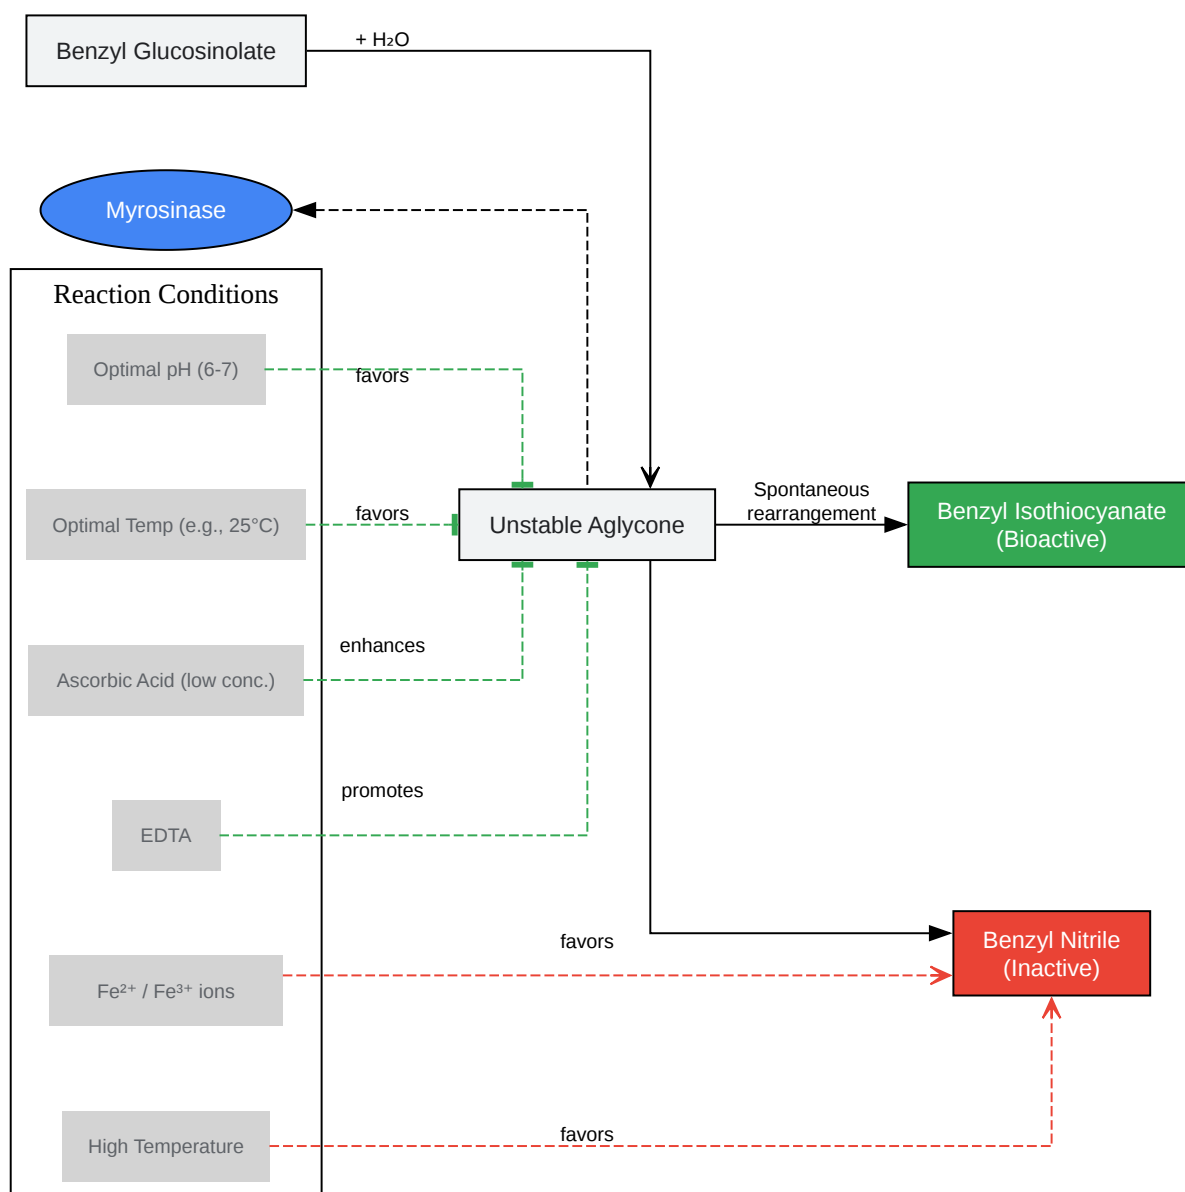 Benzyl Glucosinolate
+ H₂O
Myrosinase
Reaction Conditions
Optimal pH (6-7)
favors
Optimal Temp (e.g., 25°C)
favors
Unstable Aglycone
Spontaneous
rearrangement
Benzyl Isothiocyanate
(Bioactive)
Ascorbic Acid (low conc.)
enhances
EDTA
promotes
Fe²⁺ / Fe³⁺ ions
favors
Benzyl Nitrile
(Inactive)
High Temperature
favors